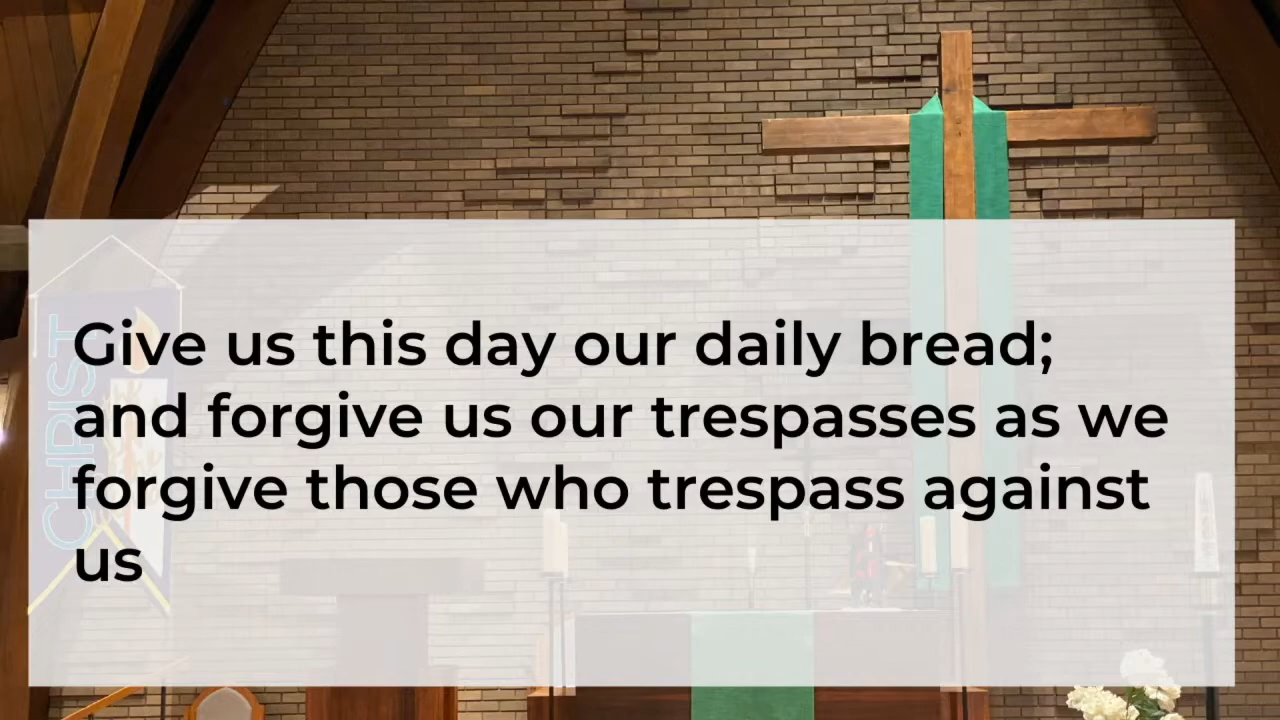 CHRIST
Give us this day our daily bread;
and forgive us our trespasses as we
forgive those who trespass against
us